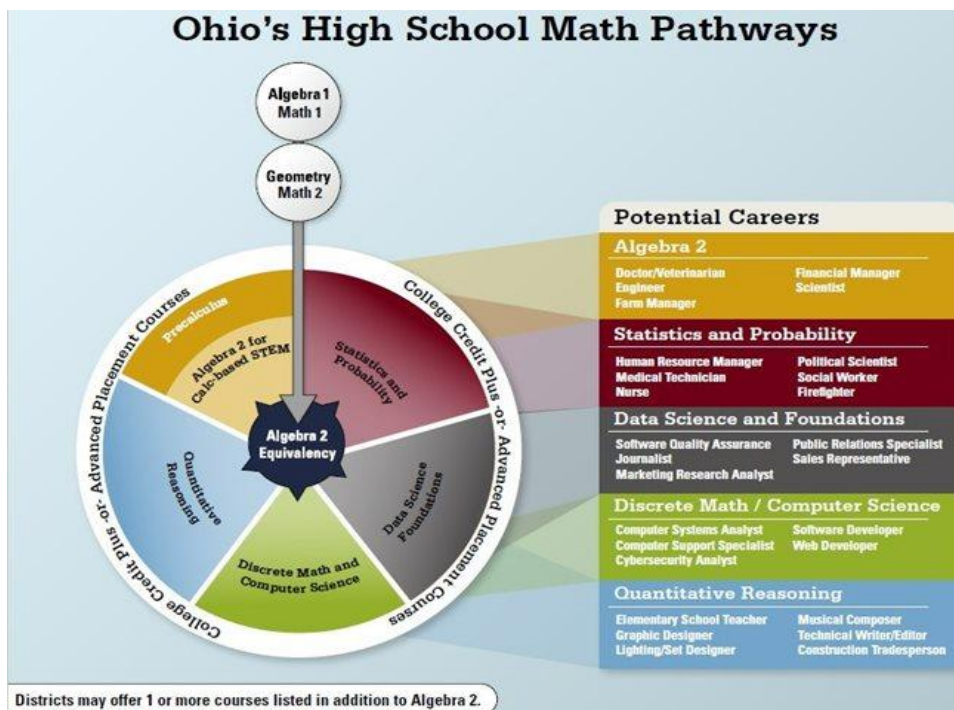 Ohio's High School Math Pathways
Algebra 1
Math 1
Geometry
Math 2
College Credit Plus -or- Advanced Placement Courses
College Credit Plus -or- Advanced Placement Courses
Precalculus
Algebra 2 for
Calc-based STEM
Statistics and
Probability
Algebra 2
Equivalency
Quantitative
Reasoning
Data Science
Foundations
Discrete Math and
Computer Science
Potential Careers
Algebra 2
Doctor/Veterinarian
Engineer
Farm Manager
Financial Manager
Scientist
Statistics and Probability
Human Resource Manager
Medical Technician
Nurse
Political Scientist
Social Worker
Firefighter
Data Science and Foundations
Software Quality Assurance
Journalist
Marketing Research Analyst
Public Relations Specialist
Sales Representative
Discrete Math / Computer Science
Computer Systems Analyst
Computer Support Specialist
Cybersecurity Analyst
Software Developer
Web Developer
Quantitative Reasoning
Elementary School Teacher
Graphic Designer
Lighting/Set Designer
Musical Composer
Technical Writer/Editor
Construction Tradesperson
Districts may offer 1 or more courses listed in addition to Algebra 2.